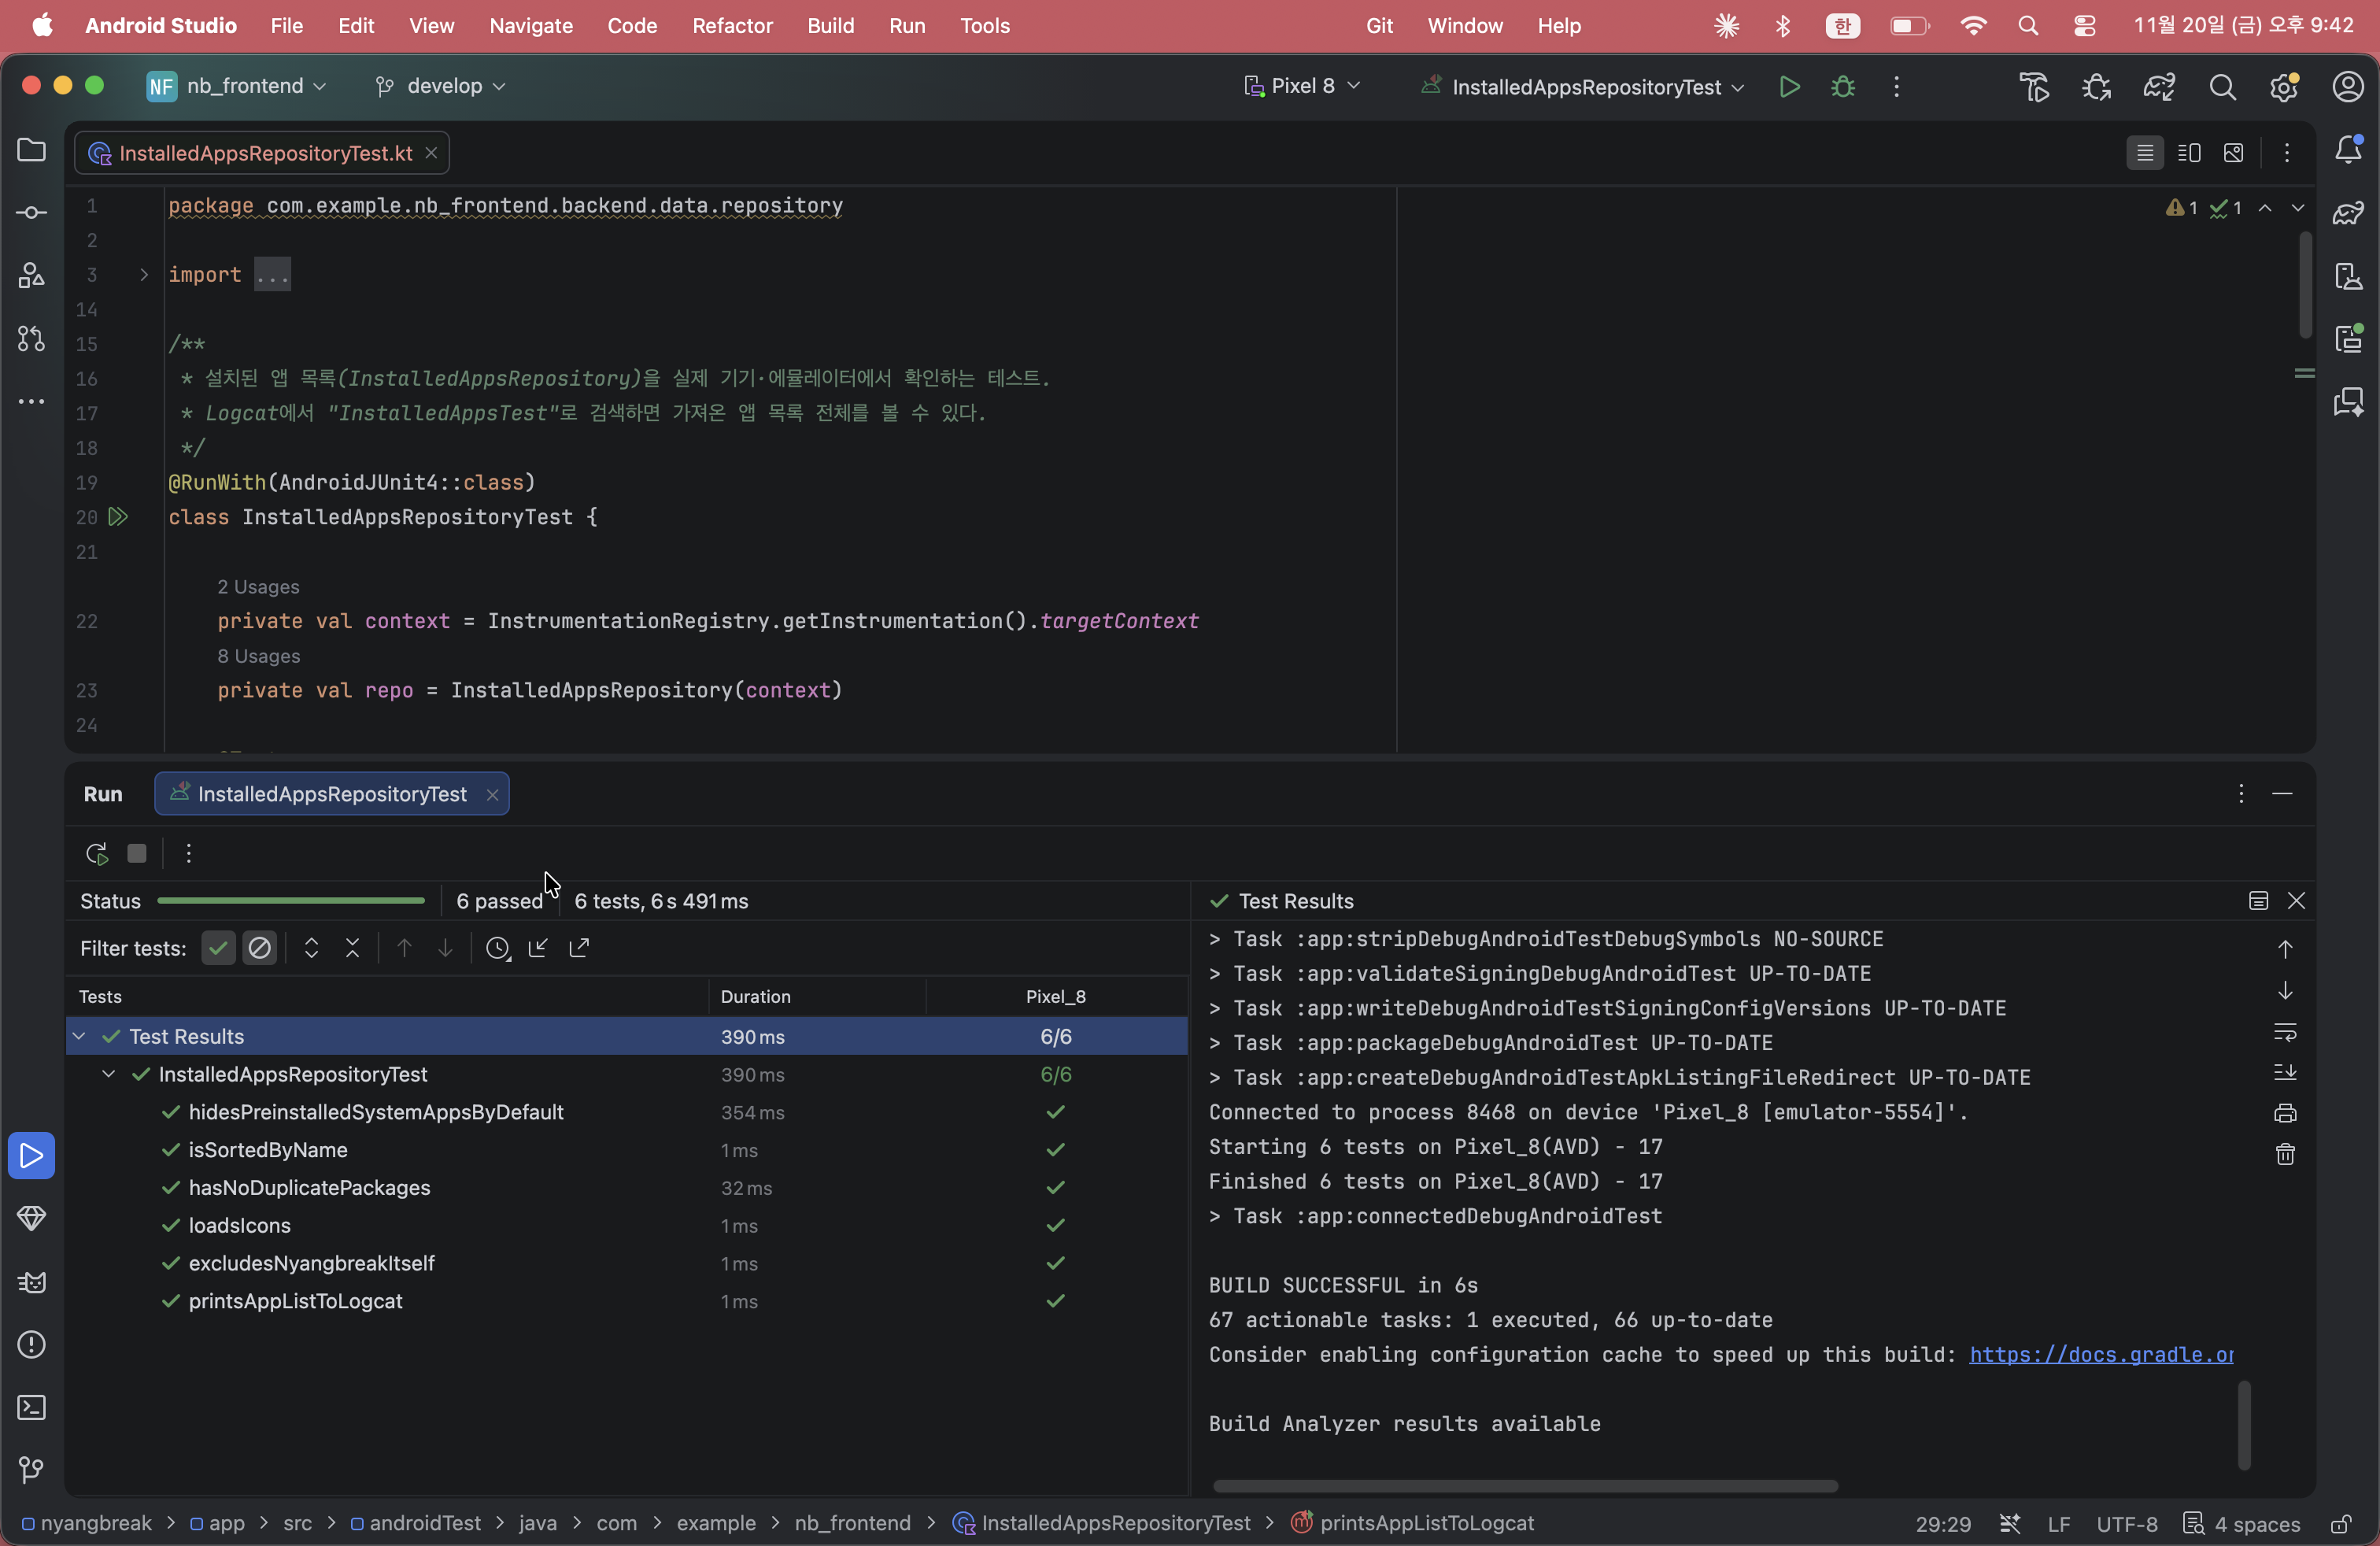 Android Studio File Edit View Navigate Code Refactor Build Run Tools Git Window Help 한 11월 20일 (금) 오후 9:42
NF nb_frontend develop Pixel 8 InstalledAppsRepositoryTest
InstalledAppsRepositoryTest.kt
1 package com.example.nb_frontend.backend.data.repository
1 1
2
3 import ...
14
15 /**
16 * 설치된 앱 목록(InstalledAppsRepository)을 실제 기기·에뮬레이터에서 확인하는 테스트.
17 * Logcat에서 "InstalledAppsTest"로 검색하면 가져온 앱 목록 전체를 볼 수 있다.
18 */
19 @RunWith(AndroidJUnit4::class)
20 class InstalledAppsRepositoryTest {
21
2 Usages
22 private val context = InstrumentationRegistry.getInstrumentation().targetContext
8 Usages
23 private val repo = InstalledAppsRepository(context)
24
Run InstalledAppsRepositoryTest
Status 6 passed 6 tests, 6 s 491 ms
Filter tests:
Tests Duration Pixel_8
Test Results 390 ms 6/6
InstalledAppsRepositoryTest 390 ms 6/6
hidesPreinstalledSystemAppsByDefault 354 ms
isSortedByName 1 ms
hasNoDuplicatePackages 32 ms
loadsIcons 1 ms
excludesNyangbreakItself 1 ms
printsAppListToLogcat 1 ms
Test Results
> Task :app:stripDebugAndroidTestDebugSymbols NO-SOURCE
> Task :app:validateSigningDebugAndroidTest UP-TO-DATE
> Task :app:writeDebugAndroidTestSigningConfigVersions UP-TO-DATE
> Task :app:packageDebugAndroidTest UP-TO-DATE
> Task :app:createDebugAndroidTestApkListingFileRedirect UP-TO-DATE
Connected to process 8468 on device 'Pixel_8 [emulator-5554]'.
Starting 6 tests on Pixel_8(AVD) - 17
Finished 6 tests on Pixel_8(AVD) - 17
> Task :app:connectedDebugAndroidTest
BUILD SUCCESSFUL in 6s
67 actionable tasks: 1 executed, 66 up-to-date
Consider enabling configuration cache to speed up this build: https://docs.gradle.or
Build Analyzer results available
nyangbreak > app > src > androidTest > java > com > example > nb_frontend > InstalledAppsRepositoryTest > printsAppListToLogcat 29:29 LF UTF-8 4 spaces